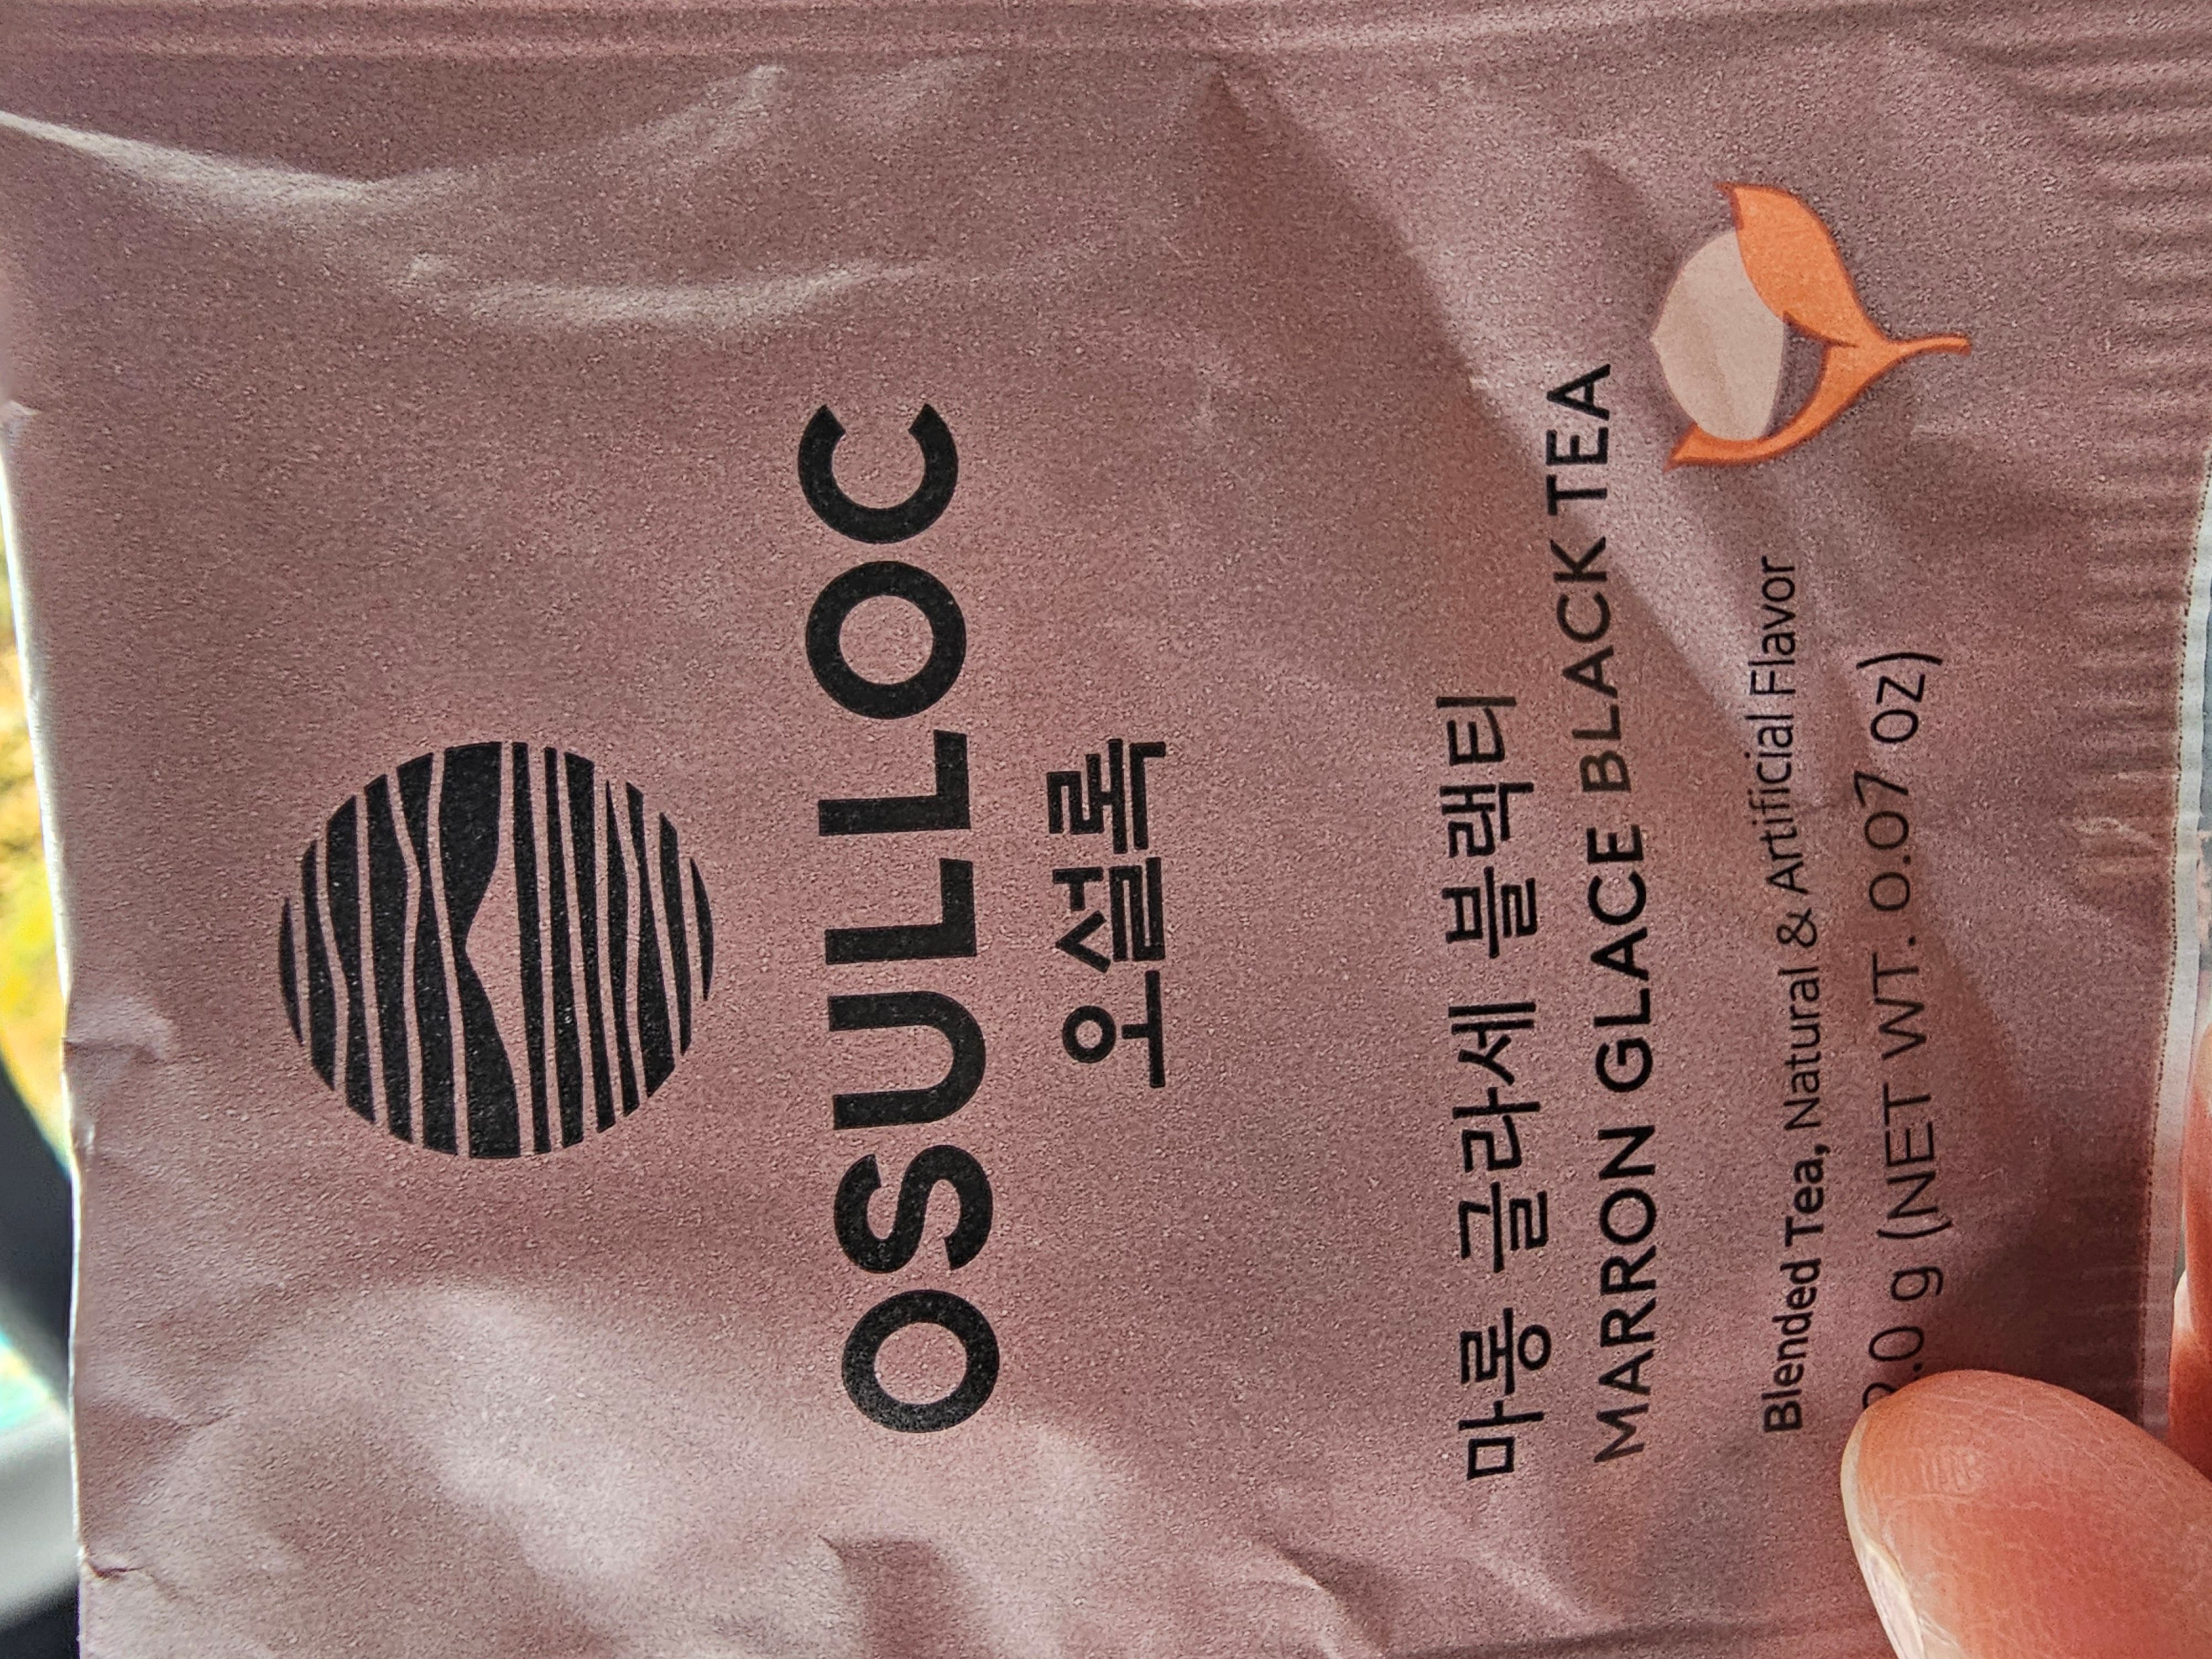 OSULLOC
오설록
마롱 글라세 블랙티
MARRON GLACE BLACK TEA
Blended Tea, Natural & Artificial Flavor
2.0 g (NET WT. 0.07 oz)